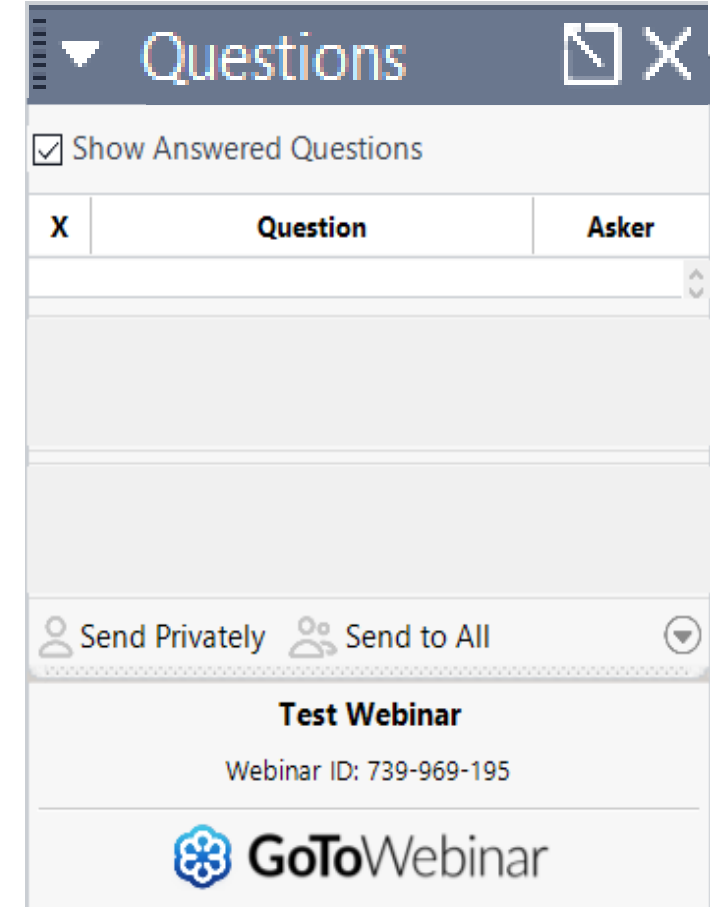 Questions
Show Answered Questions
X Question Asker
Send Privately Send to All
Test Webinar
Webinar ID: 739-969-195
GoToWebinar